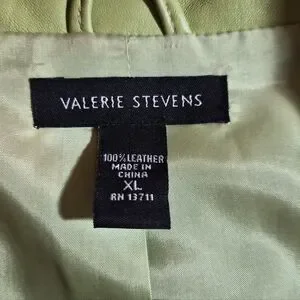 VALERIE STEVENS
100% LEATHER
MADE IN
CHINA
XL
RN 13711